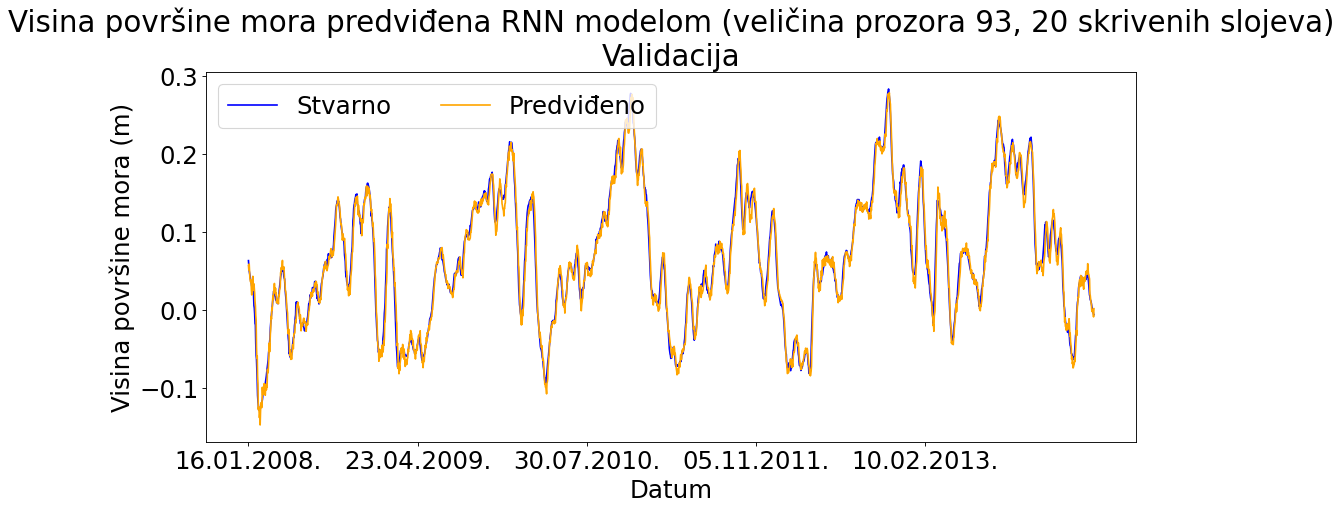 Visina površine mora predviđena RNN modelom (veličina prozora 93, 20 skrivenih slojeva)
Validacija
Stvarno Predviđeno
Visina površine mora (m)
0.3
0.2
0.1
0.0
−0.1
16.01.2008. 23.04.2009. 30.07.2010. 05.11.2011. 10.02.2013.
Datum